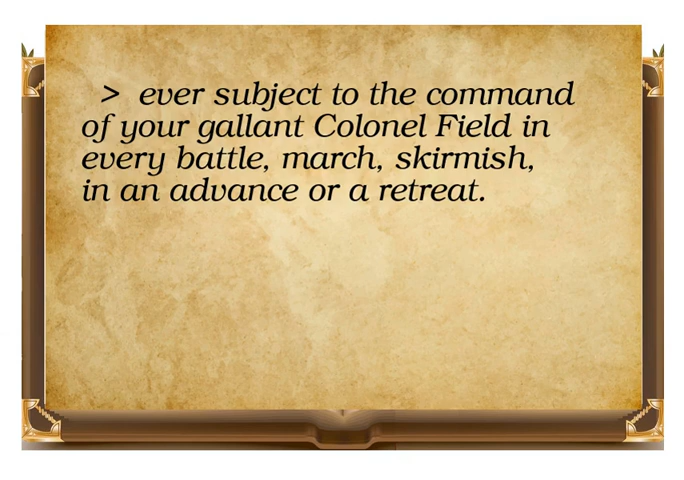 > ever subject to the command
of your gallant Colonel Field in
every battle, march, skirmish,
in an advance or a retreat.